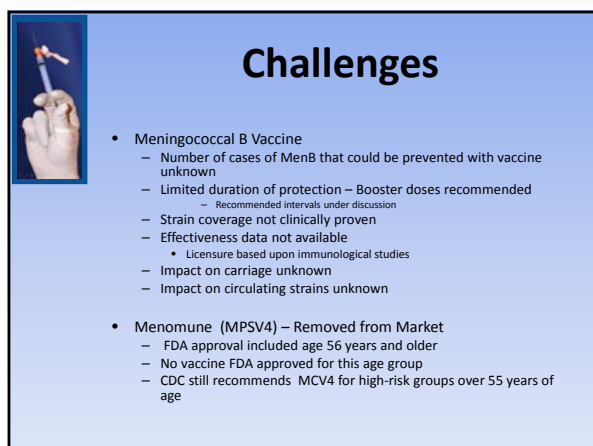 Challenges
• Meningococcal B Vaccine
– Number of cases of MenB that could be prevented with vaccine
unknown
– Limited duration of protection – Booster doses recommended
– Recommended intervals under discussion
– Strain coverage not clinically proven
– Effectiveness data not available
• Licensure based upon immunological studies
– Impact on carriage unknown
– Impact on circulating strains unknown
• Menomune (MPSV4) – Removed from Market
– FDA approval included age 56 years and older
– No vaccine FDA approved for this age group
– CDC still recommends MCV4 for high-risk groups over 55 years of
age